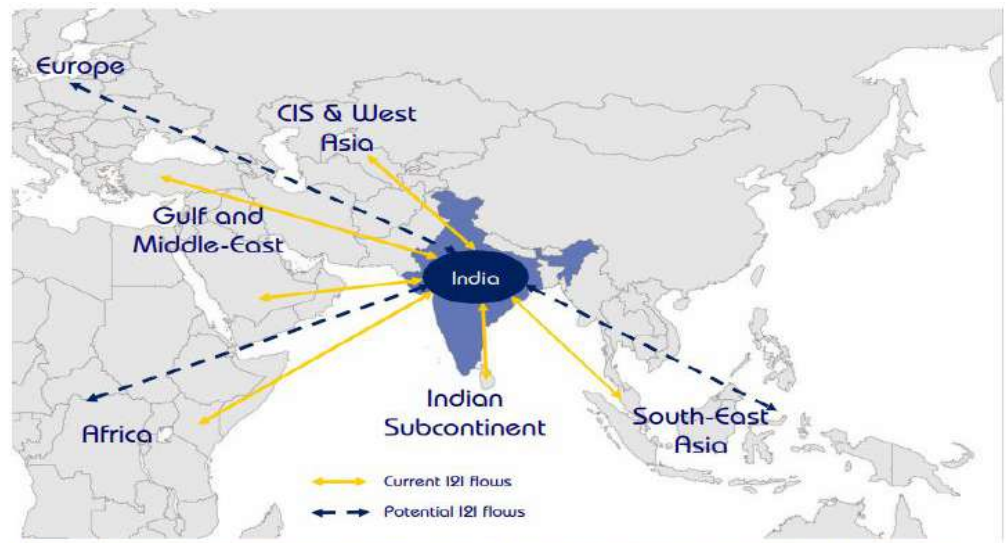 Europe
CIS & West
Asia
Gulf and
Middle-East
India
Indian
Subcontinent
Africa
South-East
Asia
Current I2I flows
Potential I2I flows